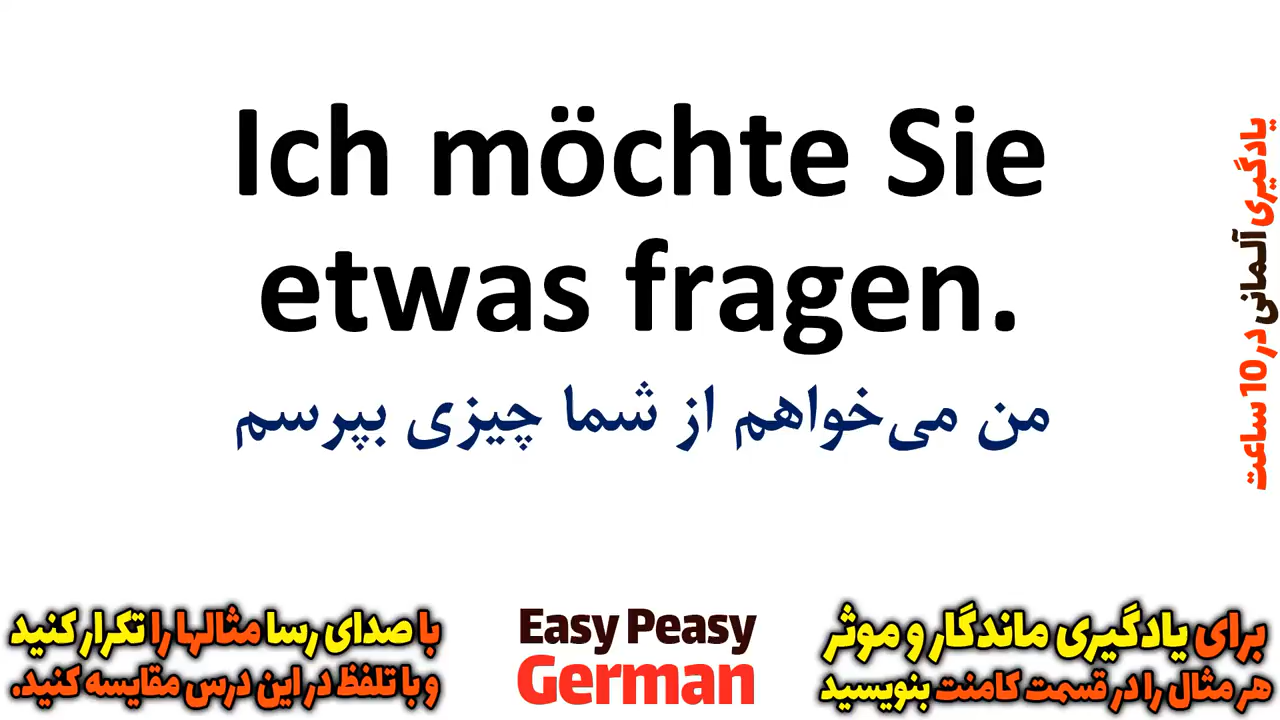 Ich möchte Sie
etwas fragen.
من می‌خواهم از شما چیزی بپرسم
یادگیری آلمانی در 10 ساعت
با صدای رسا مثالها را تکرار کنید
و با تلفظ در این درس مقایسه کنید.
Easy Peasy
German
برای یادگیری ماندگار و موثر
هر مثال را در قسمت کامنت بنویسید